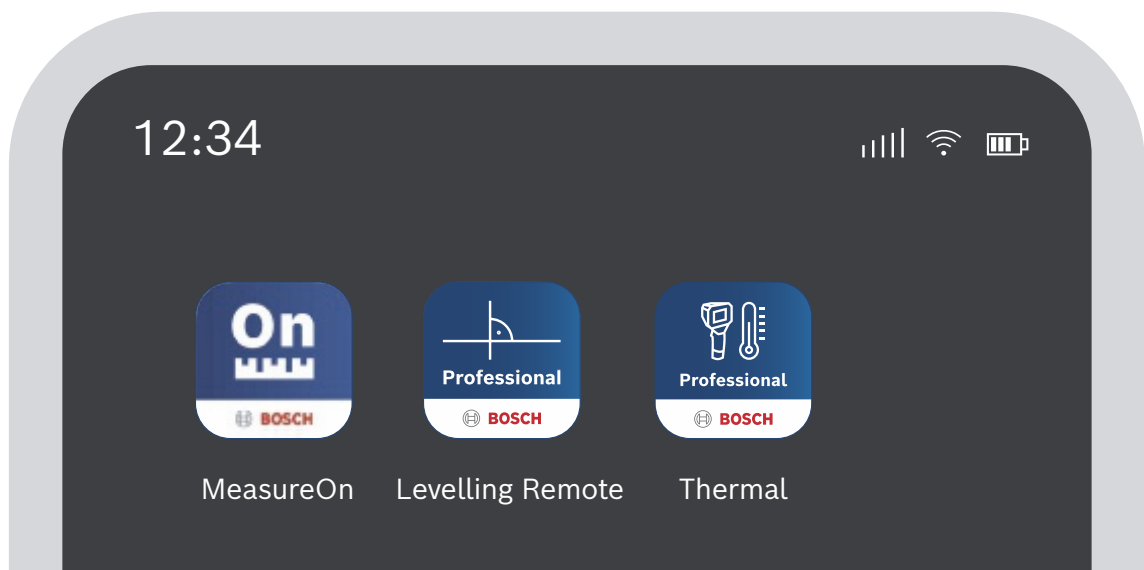 12:34
On
BOSCH
Professional
BOSCH
Professional
BOSCH
MeasureOn
Levelling Remote
Thermal